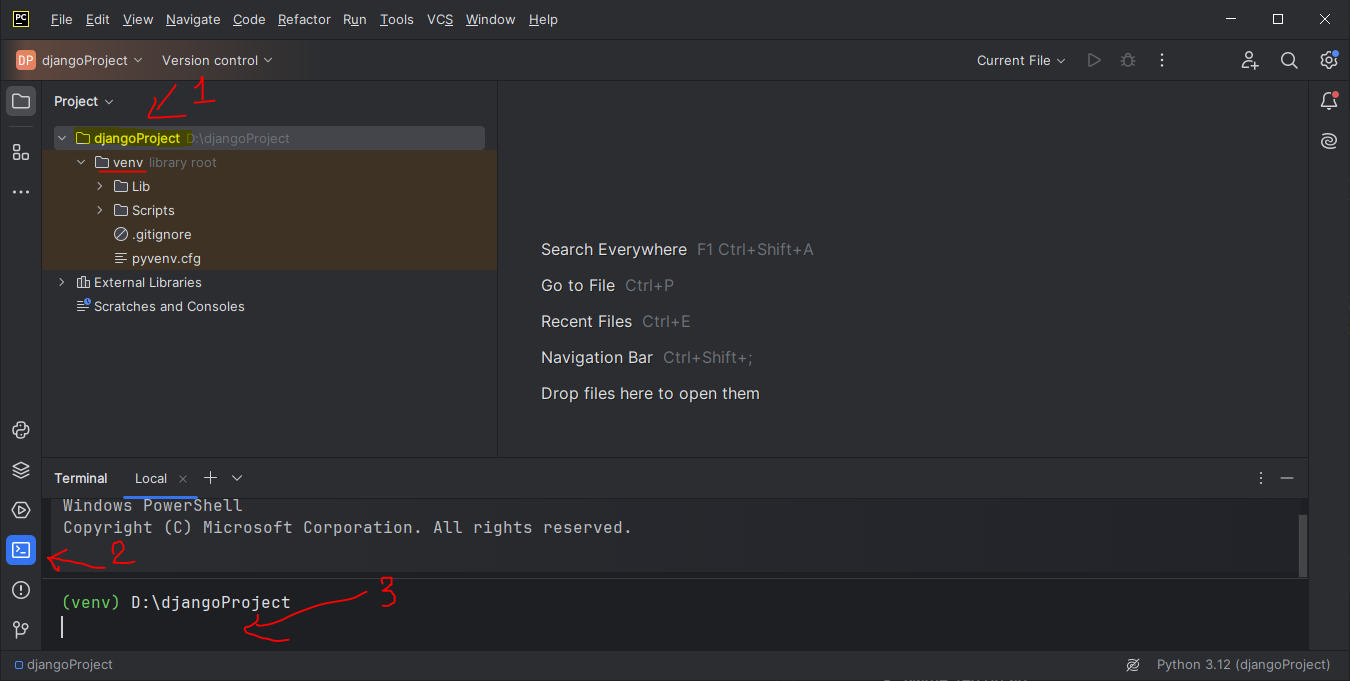 PC File Edit View Navigate Code Refactor Run Tools VCS Window Help
DP djangoProject Version control Current File
1
Project
djangoProject D:\djangoProject
venv library root
Lib
Scripts
.gitignore
pyvenv.cfg
External Libraries
Scratches and Consoles
Search Everywhere F1 Ctrl+Shift+A
Go to File Ctrl+P
Recent Files Ctrl+E
Navigation Bar Ctrl+Shift+;
Drop files here to open them
Terminal Local
Windows PowerShell
Copyright (C) Microsoft Corporation. All rights reserved.
2
3
(venv) D:\djangoProject
djangoProject Python 3.12 (djangoProject)